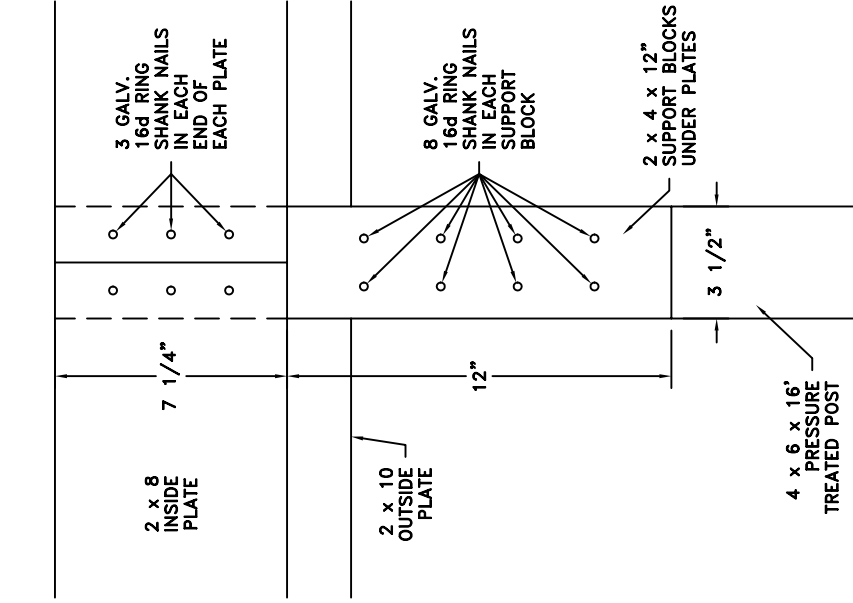 3 GALV.
16d RING
SHANK NAILS
IN EACH
END OF
EACH PLATE
8 GALV.
16d RING
SHANK NAILS
IN EACH
SUPPORT
BLOCK
2 x 4 x 12"
SUPPORT BLOCKS
UNDER PLATES
7 1/4"
12"
3 1/2"
2 x 8
INSIDE
PLATE
2 x 10
OUTSIDE
PLATE
4 x 6 x 16'
PRESSURE
TREATED POST